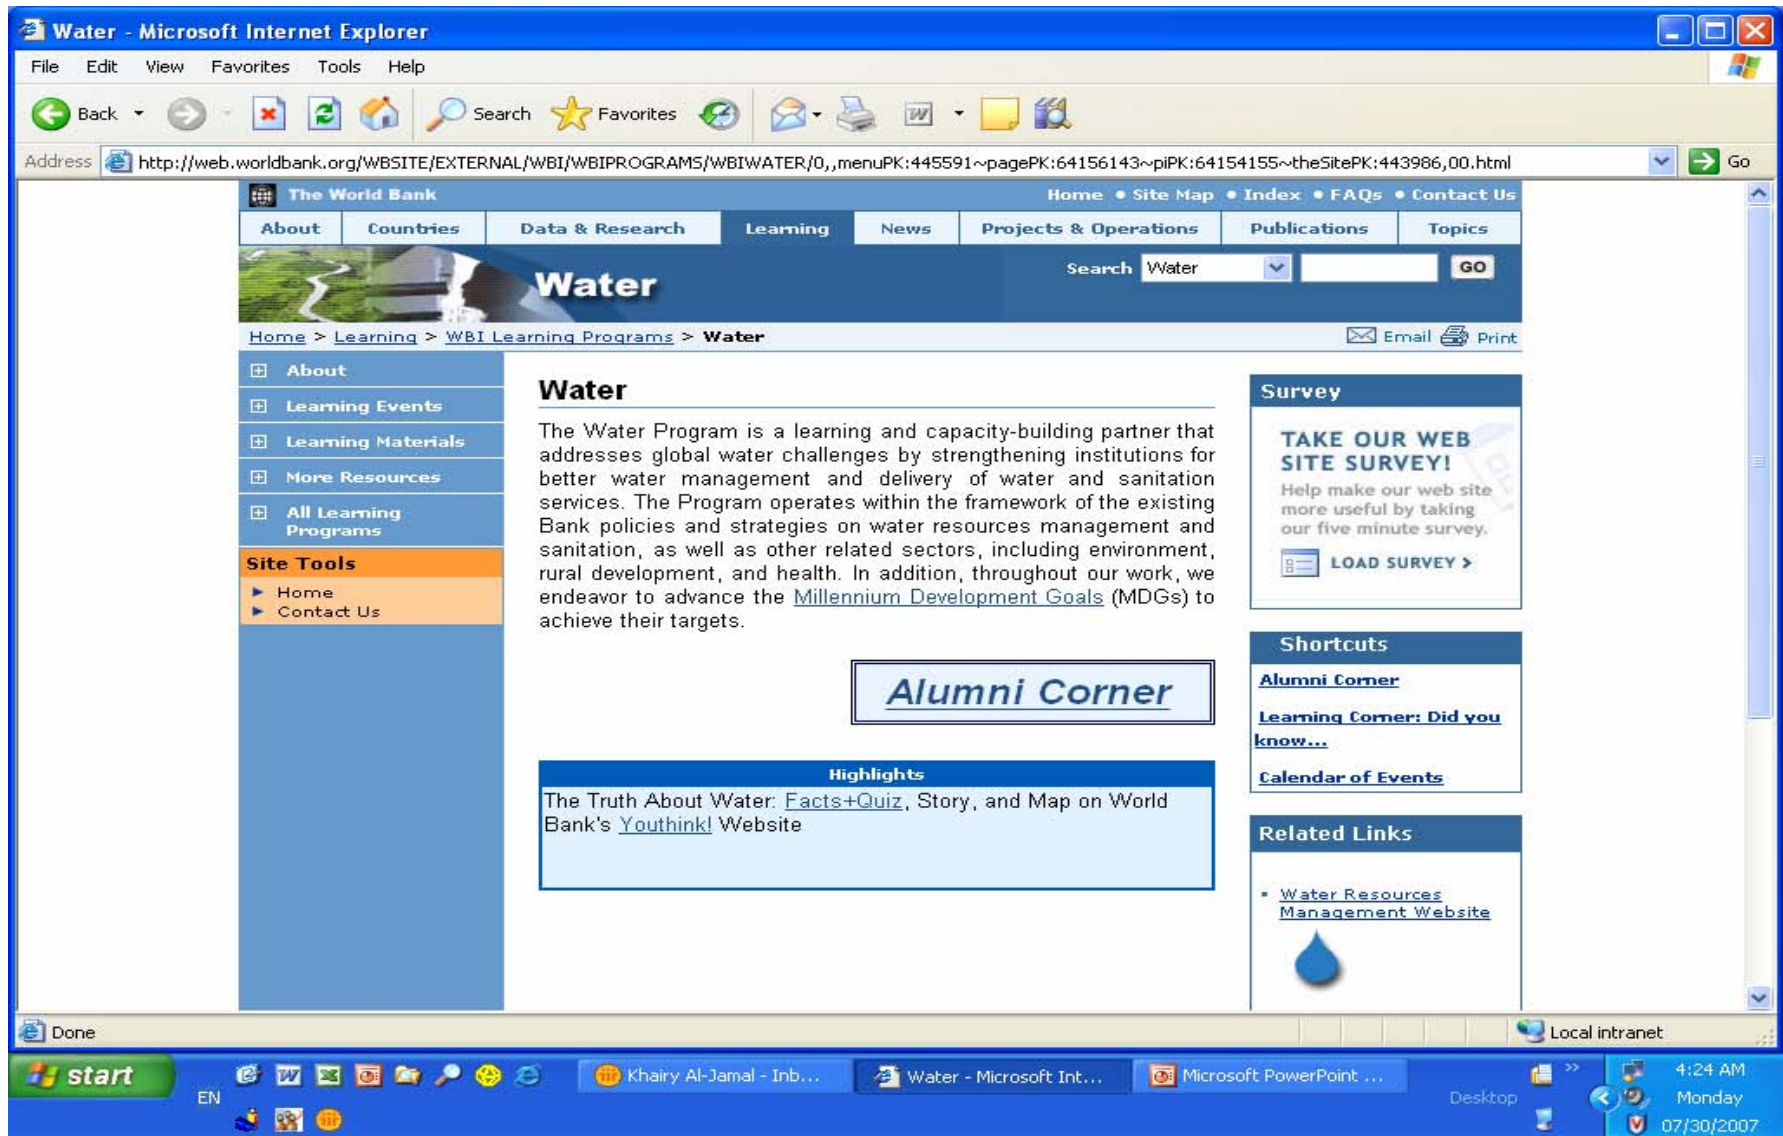 Water - Microsoft Internet Explorer
File Edit View Favorites Tools Help
Back Search Favorites
Address http://web.worldbank.org/WBSITE/EXTERNAL/WBI/WBIPROGRAMS/WBIWATER/0,,menuPK:445591~pagePK:64156143~piPK:64154155~theSitePK:443986,00.html Go
The World Bank Home • Site Map • Index • FAQs • Contact Us
About Countries Data & Research Learning News Projects & Operations Publications Topics
Water Search Water GO
Home > Learning > WBI Learning Programs > Water Email Print
About
Learning Events
Learning Materials
More Resources
All Learning
Programs
Site Tools
Home
Contact Us
Water
The Water Program is a learning and capacity-building partner that
addresses global water challenges by strengthening institutions for
better water management and delivery of water and sanitation
services. The Program operates within the framework of the existing
Bank policies and strategies on water resources management and
sanitation, as well as other related sectors, including environment,
rural development, and health. In addition, throughout our work, we
endeavor to advance the Millennium Development Goals (MDGs) to
achieve their targets.
Alumni Corner
Highlights
The Truth About Water: Facts+Quiz, Story, and Map on World
Bank's Youthink! Website
Survey
TAKE OUR WEB
SITE SURVEY!
Help make our web site
more useful by taking
our five minute survey.
LOAD SURVEY >
Shortcuts
Alumni Corner
Learning Corner: Did you
know...
Calendar of Events
Related Links
Water Resources
Management Website
Done Local intranet
start EN Khairy Al-Jamal - Inb... Water - Microsoft Int... Microsoft PowerPoint ... Desktop 4:24 AM
Monday
07/30/2007